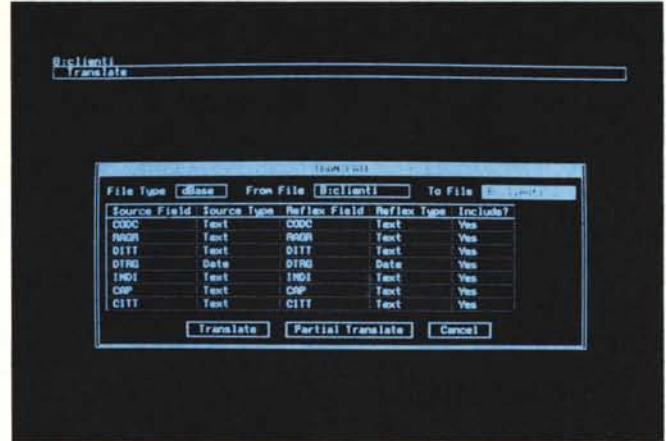 B:clienti
Translate
File Type dBase From File B:clienti To File B:clienti
Source Field Source Type Reflex Field Reflex Type Include?
CODC Text CODC Text Yes
RAGR Text RAGR Text Yes
DITT Text DITT Text Yes
DTRG Date DTRG Date Yes
INDI Text INDI Text Yes
CAP Text CAP Text Yes
CITT Text CITT Text Yes
Translate Partial Translate Cancel